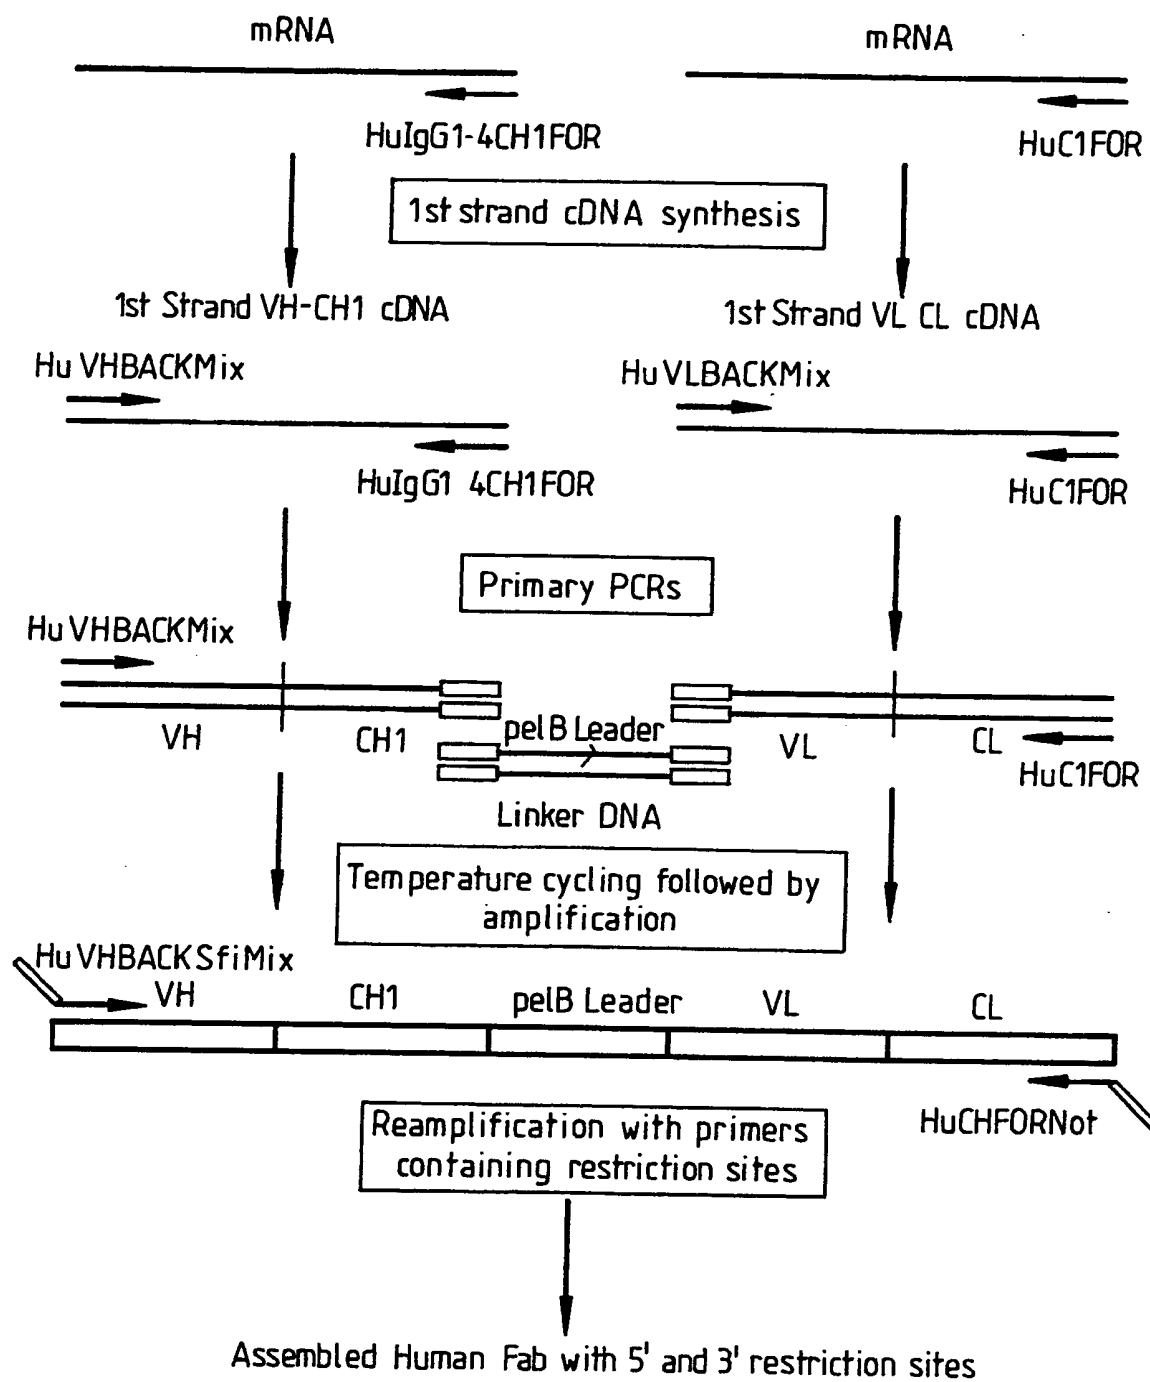 mRNA
mRNA
HuIgG1-4CH1FOR
HuC1FOR
1st strand cDNA synthesis
1st Strand VH-CH1 cDNA
1st Strand VL CL cDNA
Hu VHBACKMix
Hu VLBACKMix
HuIgG1 4CH1FOR
HuC1FOR
Primary PCRs
Hu VHBACKMix
VH
CH1
pelB Leader
VL
CL
HuC1FOR
Linker DNA
Temperature cycling followed by
amplification
Hu VHBACKSfiMix
VH
CH1
pelB Leader
VL
CL
HuCHFORNot
Reamplification with primers
containing restriction sites
Assembled Human Fab with 5' and 3' restriction sites